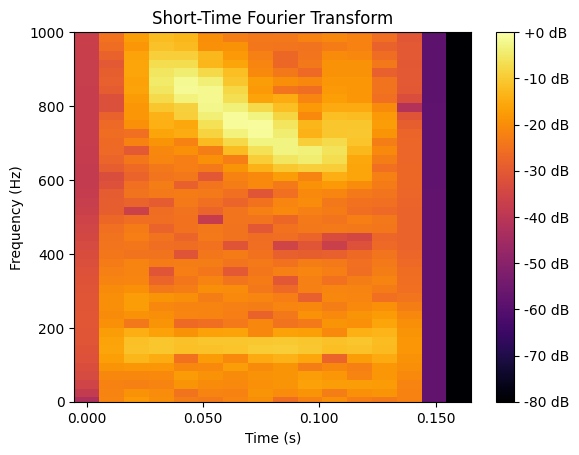 Short-Time Fourier Transform
1000
800
600
400
200
0
Frequency (Hz)
0.000
0.050
0.100
0.150
Time (s)
+0 dB
-10 dB
-20 dB
-30 dB
-40 dB
-50 dB
-60 dB
-70 dB
-80 dB